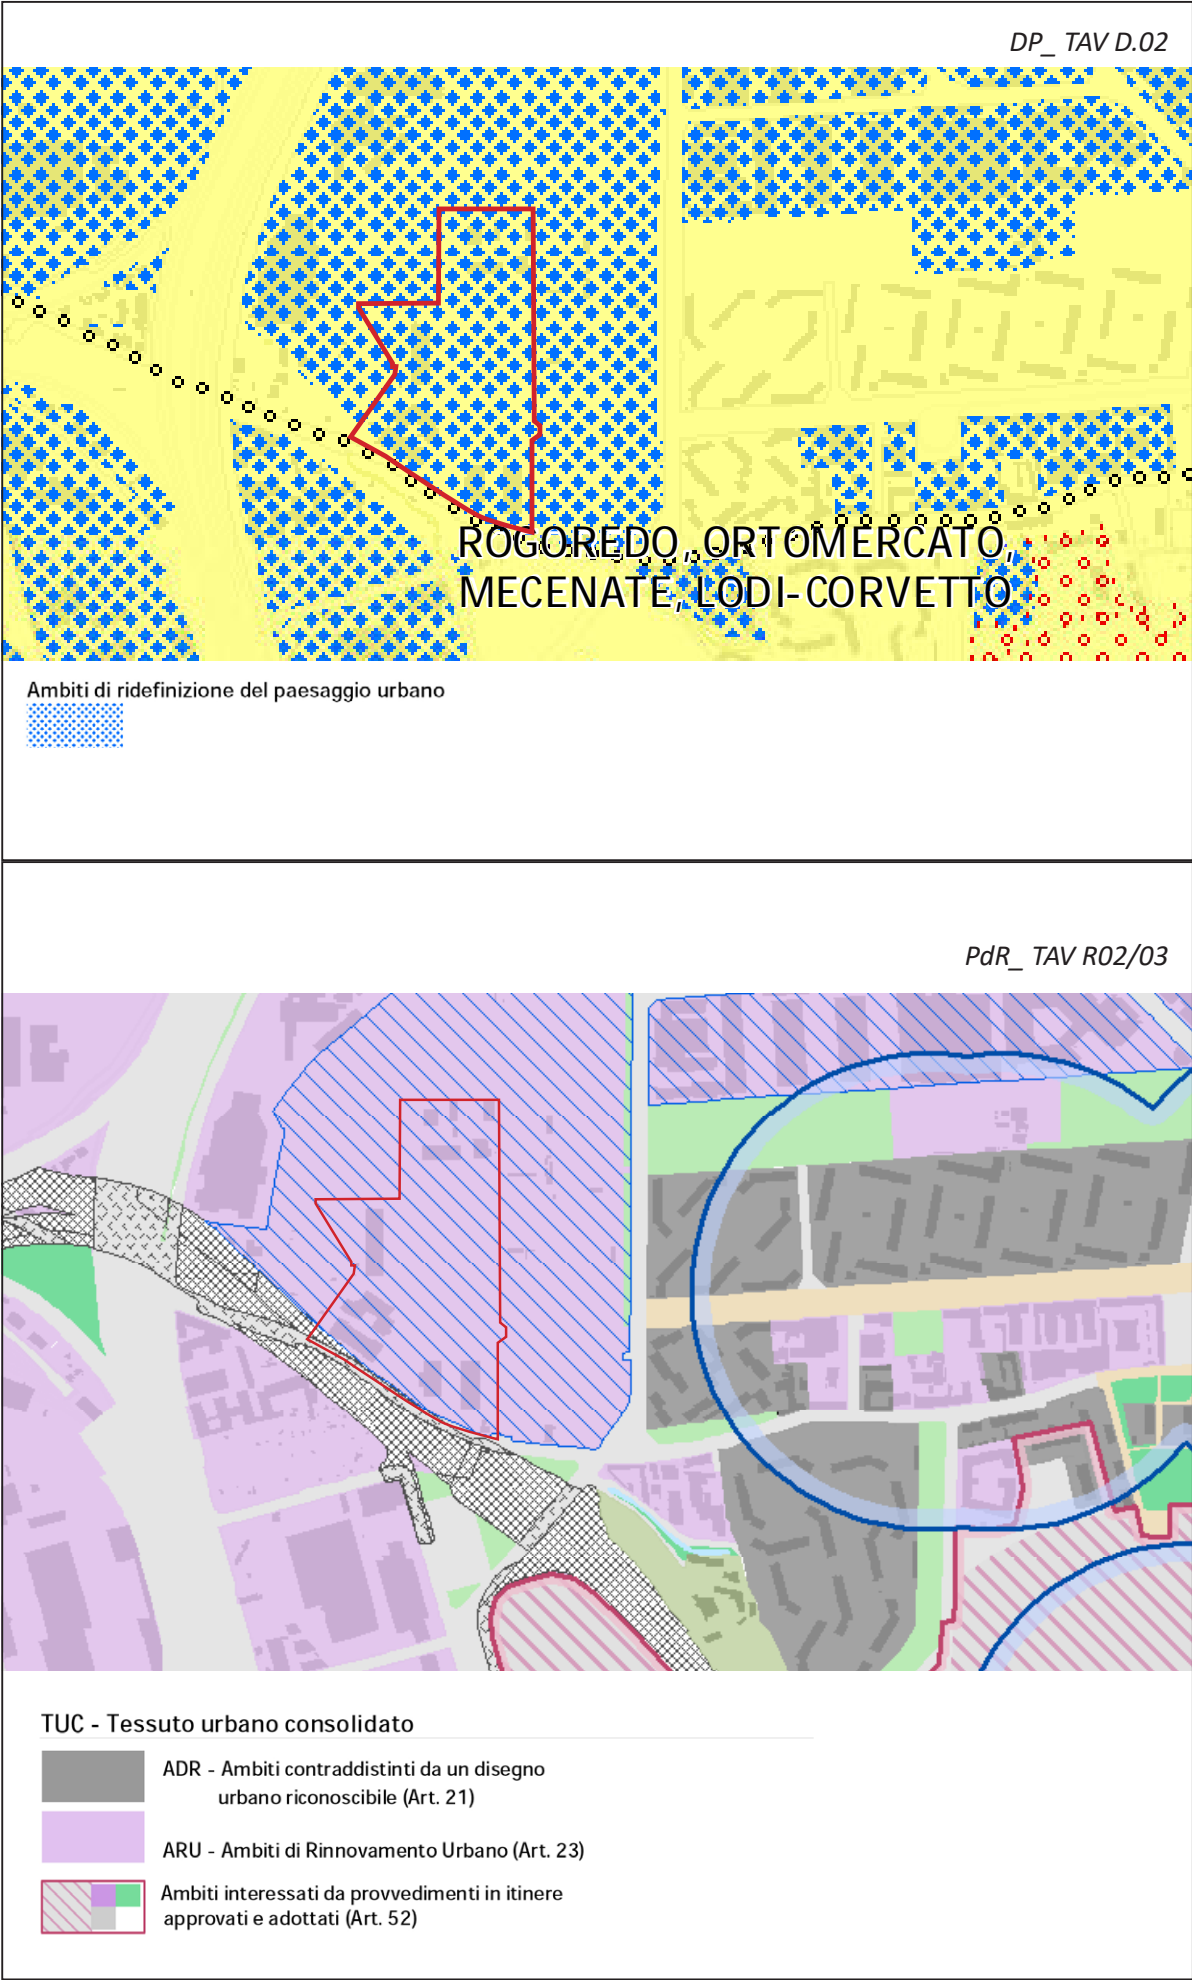 DP_ TAV D.02
ROGOREDO, ORTOMERCATO,
MECENATE, LODI-CORVETTO
Ambiti di ridefinizione del paesaggio urbano
PdR_ TAV R02/03
TUC - Tessuto urbano consolidato
ADR - Ambiti contraddistinti da un disegno
urbano riconoscibile (Art. 21)
ARU - Ambiti di Rinnovamento Urbano (Art. 23)
Ambiti interessati da provvedimenti in itinere
approvati e adottati (Art. 52)